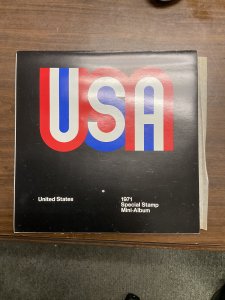 USA
United States
1971
Special Stamp
Mini-Album